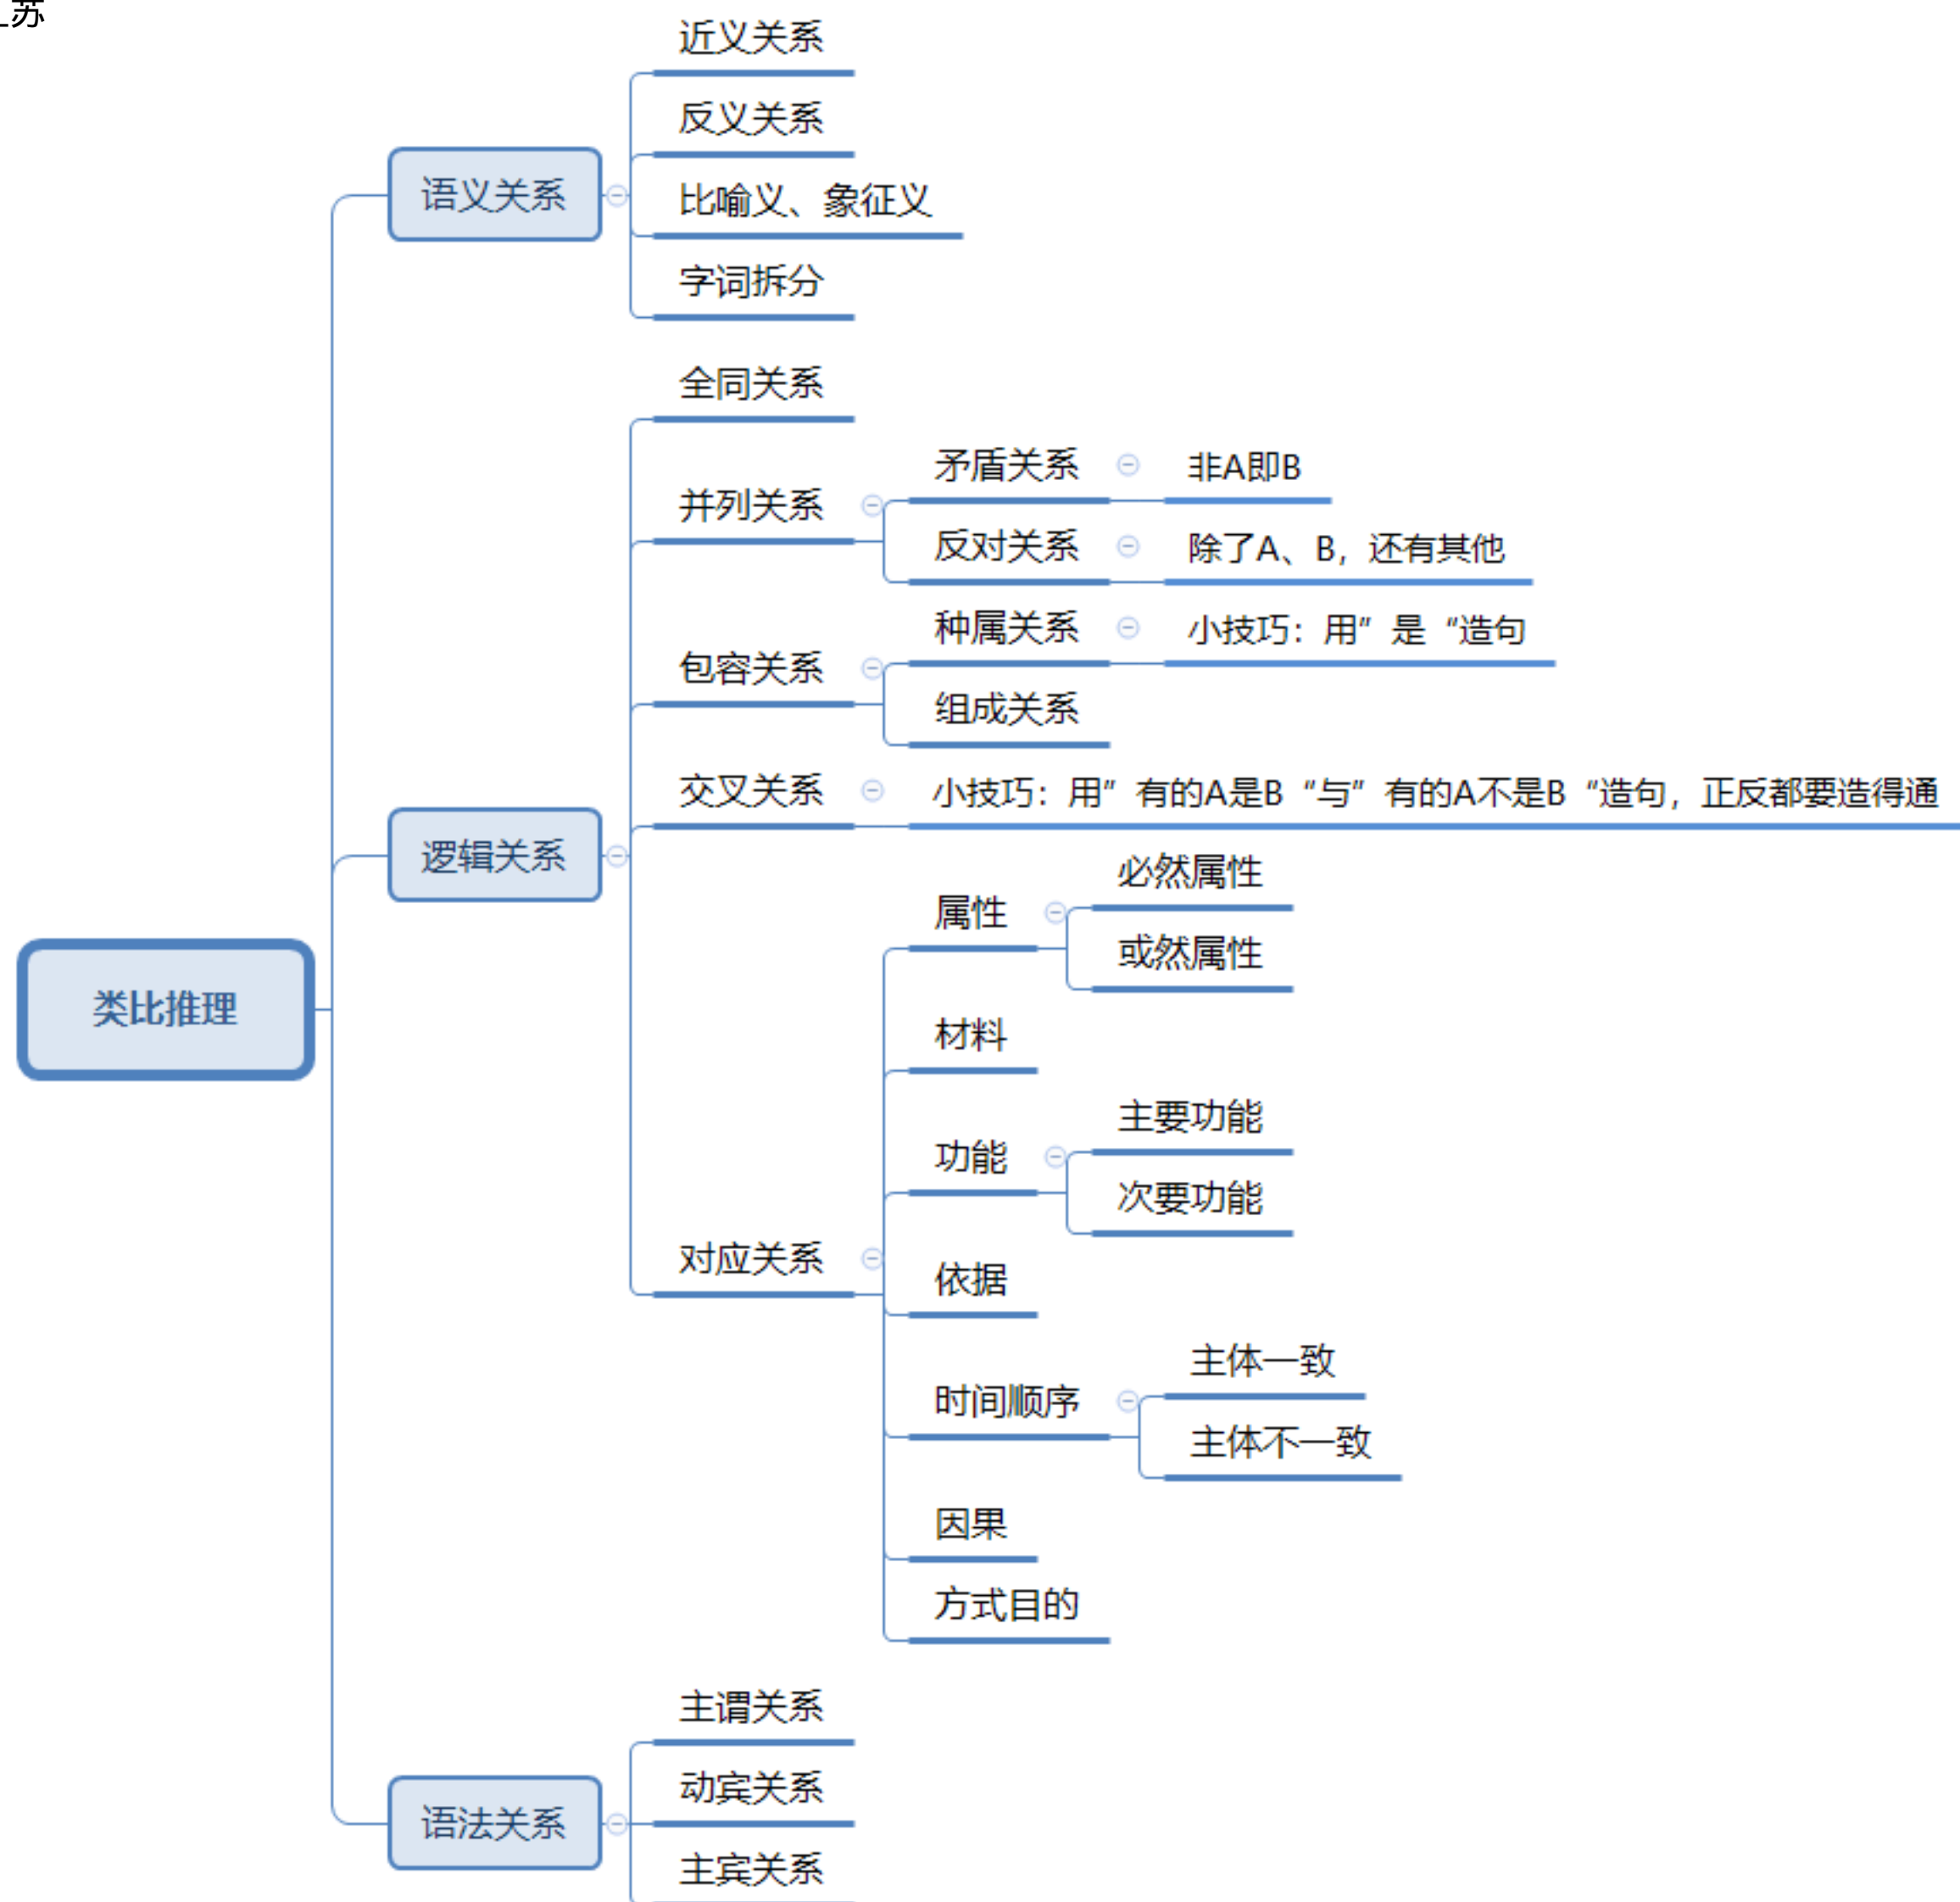 苏
近义关系
反义关系
语义关系
比喻义、象征义
字词拆分
全同关系
矛盾关系
非A即B
并列关系
反对关系
除了A、B，还有其他
种属关系
小技巧：用”是“造句
包容关系
组成关系
交叉关系
小技巧：用”有的A是B“与”有的A不是B“造句，正反都要造得通
逻辑关系
必然属性
属性
或然属性
类比推理
材料
主要功能
功能
次要功能
对应关系
依据
主体一致
时间顺序
主体不一致
因果
方式目的
主谓关系
动宾关系
语法关系
主宾关系